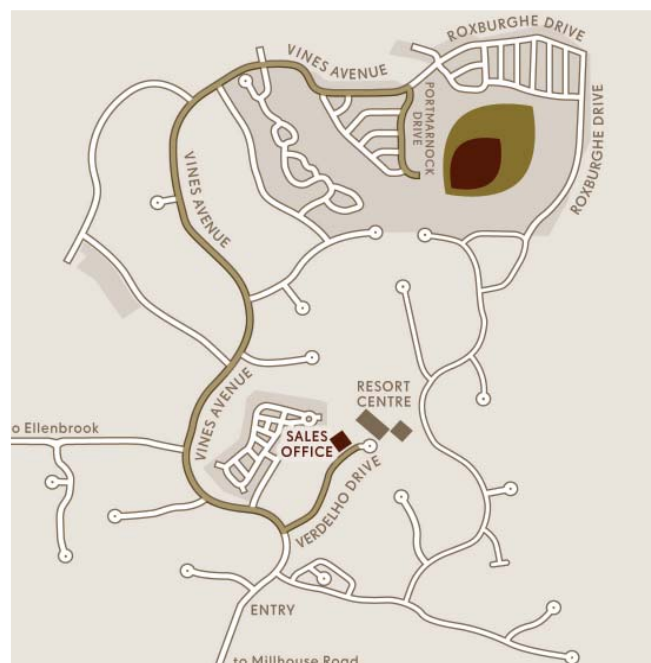 ROXBURGHE DRIVE
VINES AVENUE
PORTMARNOCK
DRIVE
ROXBURGHE DRIVE
VINES AVENUE
RESORT
CENTRE
VINES AVENUE
o Ellenbrook
SALES
OFFICE
VERDELHO DRIVE
ENTRY
to Millhouse Road